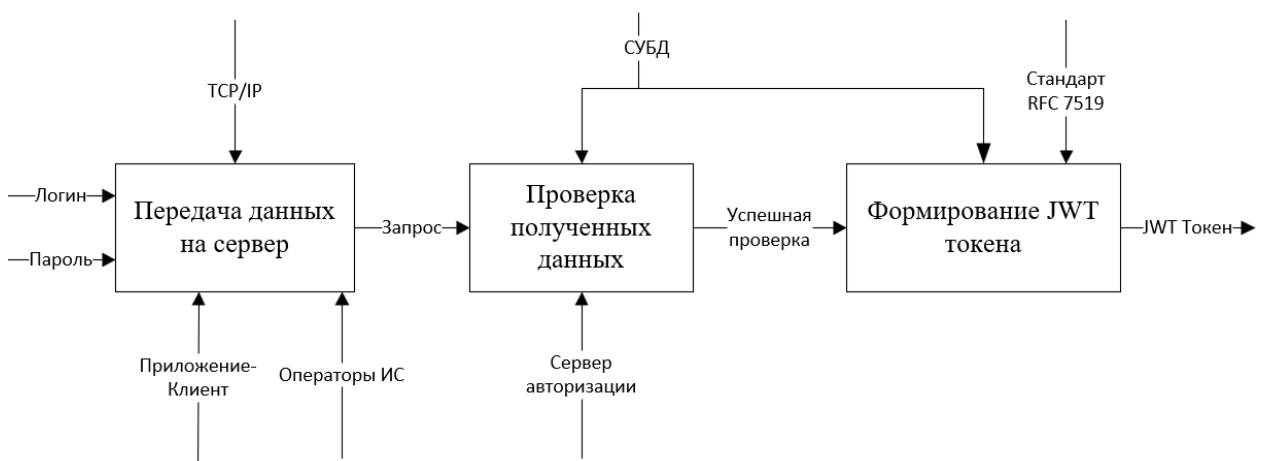 СУБД
TCP/IP
Стандарт
RFC 7519
Логин
Пароль
Передача данных
на сервер
Запрос
Проверка
полученных
данных
Успешная
проверка
Формирование JWT
токена
JWT Токен
Приложение-
Клиент
Операторы ИС
Сервер
авторизации